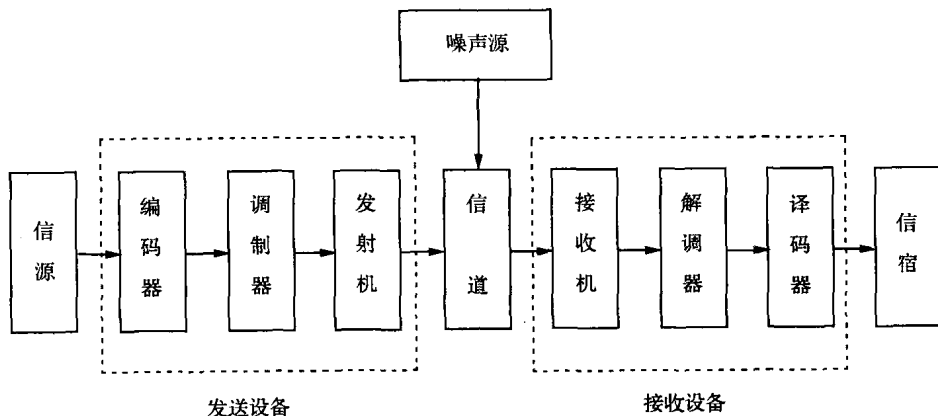 噪声源
信源
编码器
调制器
发射机
信道
接收机
解调器
译码器
信宿
发送设备
接收设备